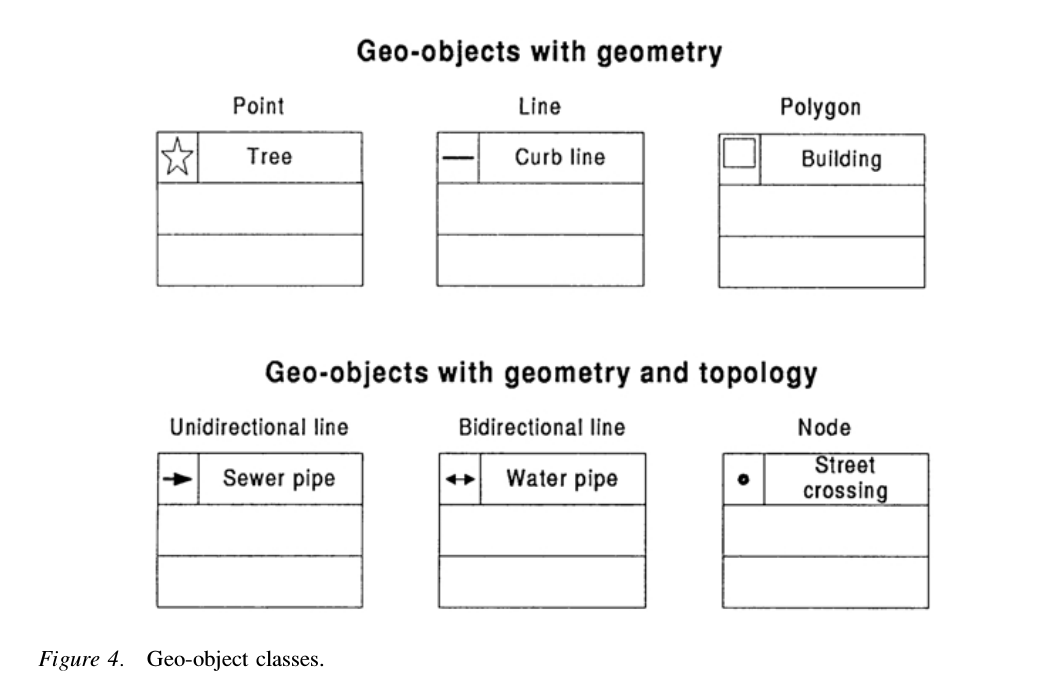 Geo-objects with geometry
Point Line Polygon
Tree Curb line Building
Geo-objects with geometry and topology
Unidirectional line Bidirectional line Node
Sewer pipe Water pipe Street
crossing
Figure 4. Geo-object classes.